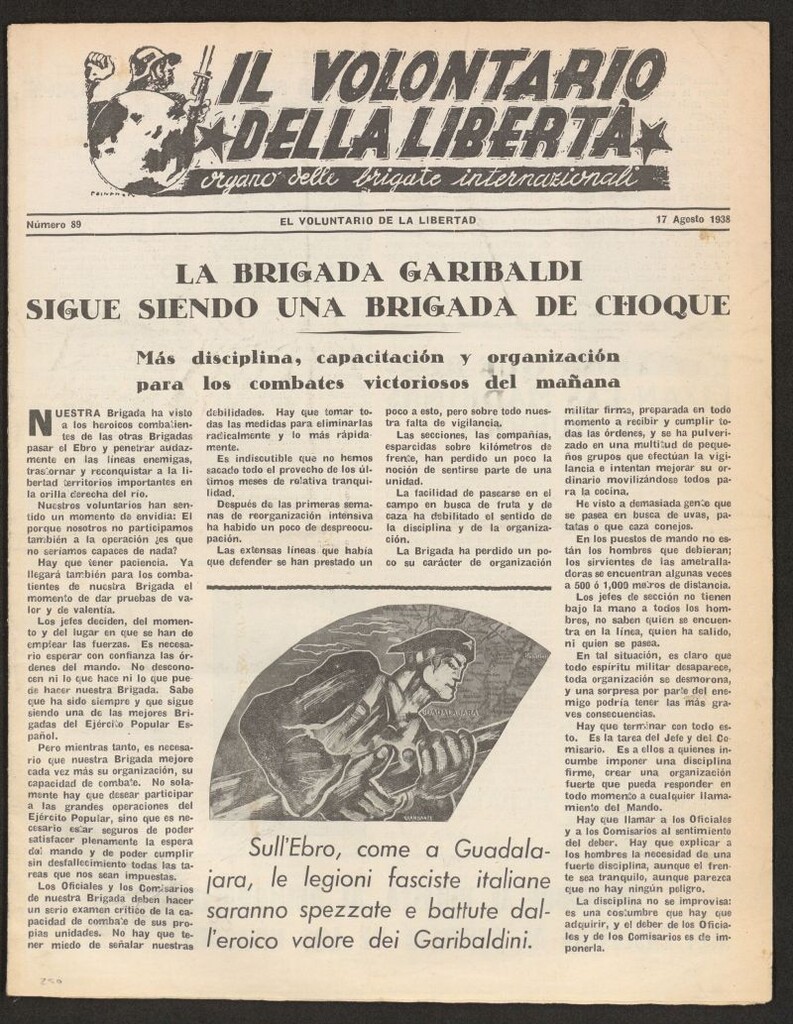 IL VOLONTARIO
DELLA LIBERTÀ
organo delle brigate internazionali
Número 89
EL VOLUNTARIO DE LA LIBERTAD
17 Agosto 1938
LA BRIGADA GARIBALDI
SIGUE SIENDO UNA BRIGADA DE CHOQUE
Más disciplina, capacitación y organización
para los combates victoriosos del mañana
NUESTRA Brigada ha visto
a los heroicos combatien-
tes de las otras Brigadas
pasar el Ebro y penetrar audaz-
mente en las líneas enemigas,
trastornar y reconquistar a la li-
bertad territorios importantes en
la orilla derecha del río.
Nuestros voluntarios han sen-
tido un momento de envidia: El
porque nosotro no participamos
también a la operación ¿es que
no seríamos capaces de nada?
Hay que tener paciencia. Ya
llegará también para los comba-
tientes de nuestra Brigada el
momento de dar pruebas de va-
lor y de valentía.
Los jefes deciden, del momen-
to y del lugar en que se han de
emplear las fuerzas. Es necesa-
rio esperar con confianza las ór-
denes del mando. No descono-
cen ni lo que hace ni lo que pue-
de hacer nuestra Brigada. Sabe
que ha sido siempre y que sigue
siendo una de las mejores Bri-
gadas del Ejército Popular Es-
pañol.
Pero mientras tanto, es necesa-
rio que nuestra Brigada mejore
cada vez más su organización, su
capacidad de combate. No sola-
mente hay que desear participar
a las grandes operaciones del
Ejército Popular, sino que es ne-
cesario estar seguros de poder
satisfacer plenamente la espera
del mando y de poder cumplir
sin desfallecimiento todas las ta-
reas que nos sean impuestas.
Los Oficiales y los Comisarios
de nuestra Brigada deben hacer
un serio examen crítico de la ca-
pacidad de combate de sus pro-
pias unidades. No hay que te-
ner miedo de señalar nuestras
debilidades. Hay que tomar to-
das las medidas para eliminarlas
radicalmente y lo más rápida-
mente.
Es indiscutible que no hemos
sacado todo el provecho de los úl-
timos meses de relativa tranqui-
lidad.
Después de las primeras sema-
nas de reorganización intensiva
ha habido un poco de despreocu-
pación.
Las extensas líneas que había
que defender se han prestado un
poco a esto, pero sobre todo nues-
tra falta de vigilancia.
Las secciones, las compañías,
esparcidas sobre kilómetros de
frente, han perdido un poco la
noción de sentirse parte de una
unidad.
La facilidad de pasearse en el
campo en busca de fruta y de
caza ha debilitado el sentido de
la disciplina y de la organiza-
ción.
La Brigada ha perdido un po-
co su carácter de organización
GUADALAJARA
Sull'Ebro, come a Guadala-
jara, le legioni fasciste italiane
saranno spezzate e battute dal-
l'eroico valore dei Garibaldini.
militar firme, preparada en todo
momento a recibir y cumplir to-
das las órdenes, y se ha pulveri-
zado en una multitud de peque-
ños grupos que efectúan la vigi-
lancia e intentan mejorar su or-
dinario movilizándose todos pa-
ra la cocina.
He visto a demasiada gente que
se pasea en busca de uvas, pa-
tatas o que caza conejos.
En los puestos de mando no es-
tán los hombres que debieran;
los sirvientes de las ametralla-
deras se encuentran algunas veces
a 500 ó 1,000 metros de distancia.
Los jefes de sección no tienen
bajo la mano a todos los hom-
bres, no saben quien se encuen-
tra en la línea, quien ha salido,
ni quien se pasea.
En tal situación, es claro que
todo espíritu militar desaparece,
toda organización se desmorona,
y una sorpresa por parte del ene-
migo podría tener las más gra-
ves consecuencias.
Hay que terminar con todo es-
to. Es la tarea del Jefe y del Co-
misario. Es a ellos a quienes in-
cumbe imponer una disciplina
firme, crear una organización
fuerte que pueda responder en
todo momento a cualquier llama-
miento del Mando.
Hay que llamar a los Oficiales
y a los Comisarios al sentimiento
del deber. Hay que explicar a
los hombres la necesidad de una
fuerte disciplina, aunque el fren-
te sea tranquilo, aunque parezca
que no hay ningún peligro.
La disciplina no se improvisa:
es una costumbre que hay que
adquirir, y el deber de los Oficia-
les y de los Comisarios es de im-
ponerla.